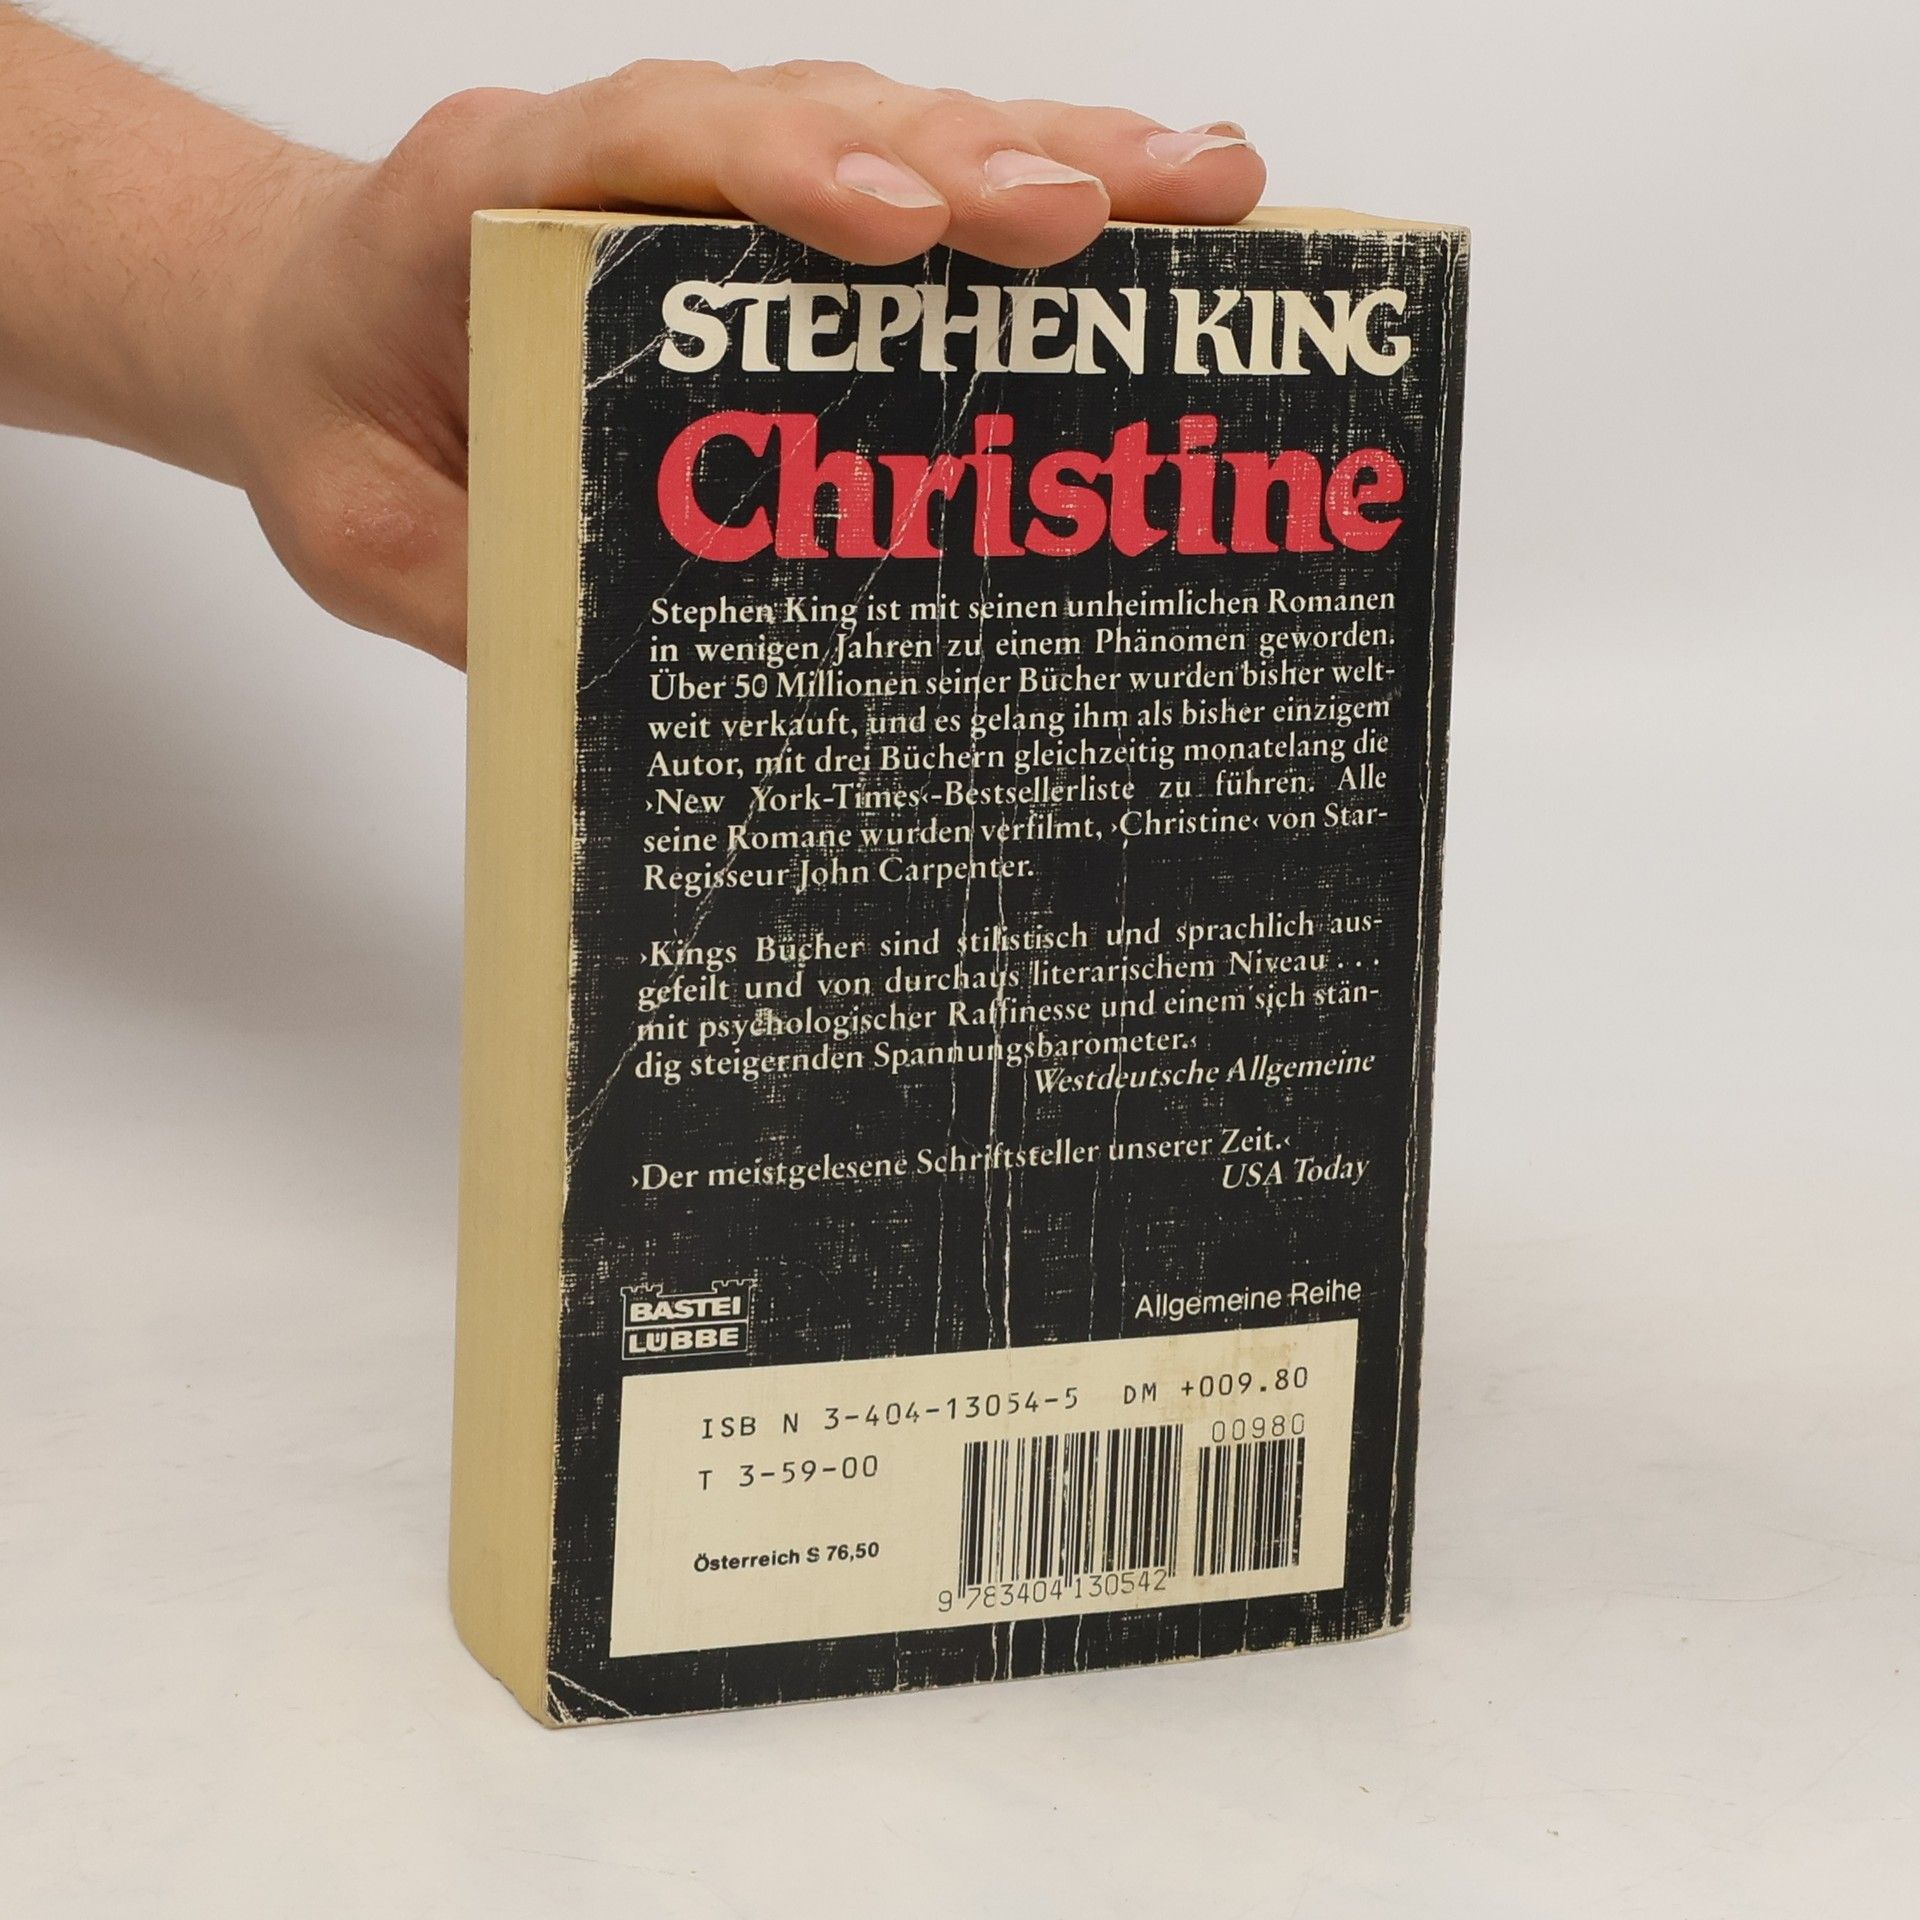 STEPHEN KING
Christine
Stephen King ist mit seinen unheimlichen Romanen
in wenigen Jahren zu einem Phänomen geworden.
Über 50 Millionen seiner Bücher wurden bisher welt-
weit verkauft, und es gelang ihm als bisher einzigem
Autor, mit drei Büchern gleichzeitig monatelang die
›New York-Times‹-Bestsellerliste zu führen. Alle
seine Romane wurden verfilmt, ›Christine‹ von Star-
Regisseur John Carpenter.
›Kings Bücher sind stilistisch und sprachlich aus-
gefeilt und von durchaus literarischem Niveau . . .
mit psychologischer Raffinesse und einem sich stän-
dig steigernden Spannungsbarometer.‹
Westdeutsche Allgemeine
›Der meistgelesene Schriftsteller unserer Zeit.‹
USA Today
BASTEI
LÜBBE
Allgemeine Reihe
ISB N 3-404-13054-5 DM +009.80
00980
T 3-59-00
Österreich S 76,50
9 783404 130542